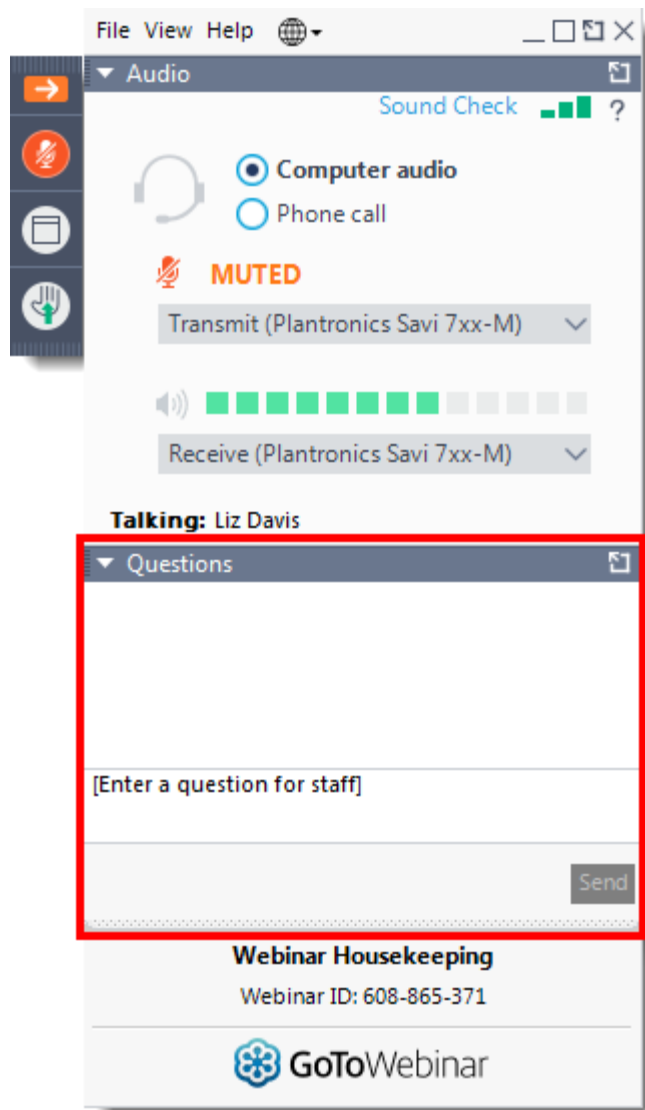 File View Help
Audio
Sound Check ?
Computer audio
Phone call
MUTED
Transmit (Plantronics Savi 7xx-M)
Receive (Plantronics Savi 7xx-M)
Talking: Liz Davis
Questions
[Enter a question for staff]
Send
Webinar Housekeeping
Webinar ID: 608-865-371
GoToWebinar